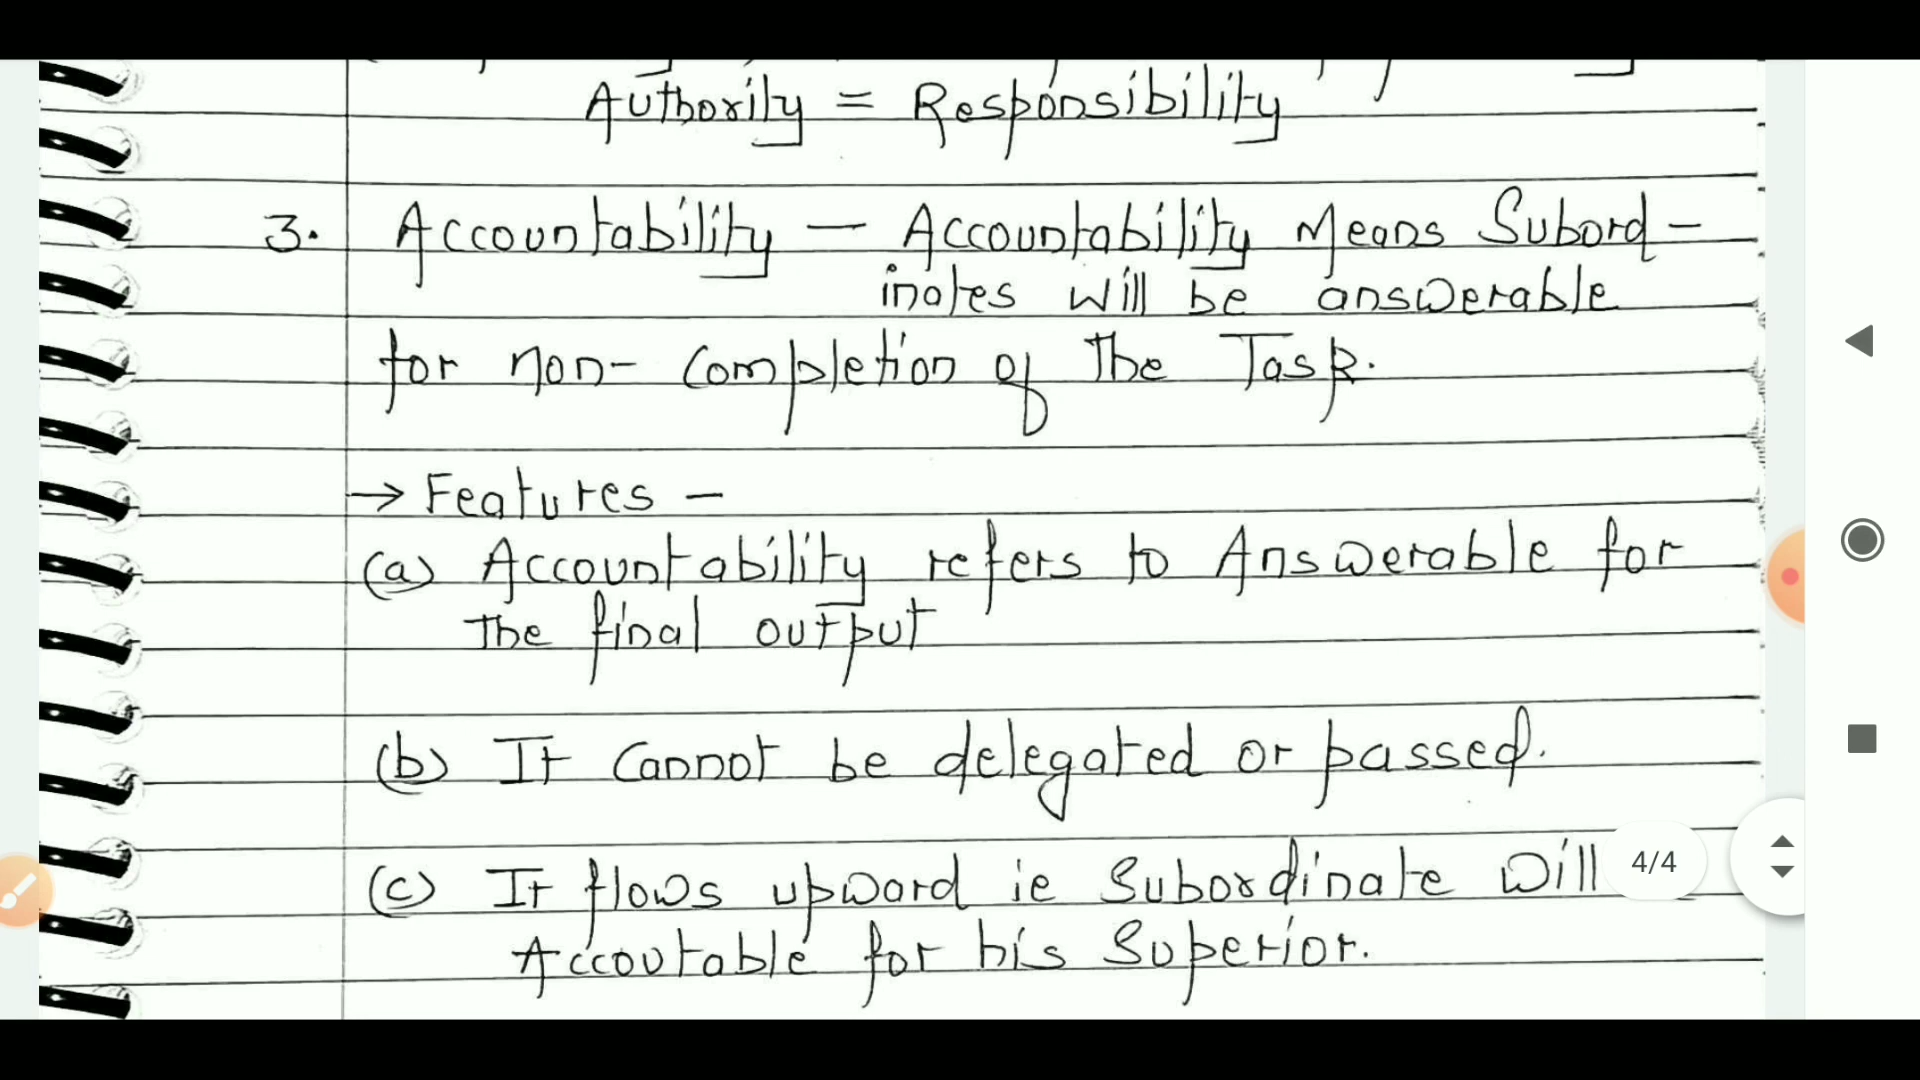 Authority = Responsibility
3. Accountability — Accountability Means Subord-
inates will be answerable
for non- Completion of The Task.
→ Features —
(a) Accountability refers to Answerable for
The final output
(b) It Cannot be delegated or passed.
(c) It flows upward ie Subordinate Will
Accoutable for his Superior.
4/4